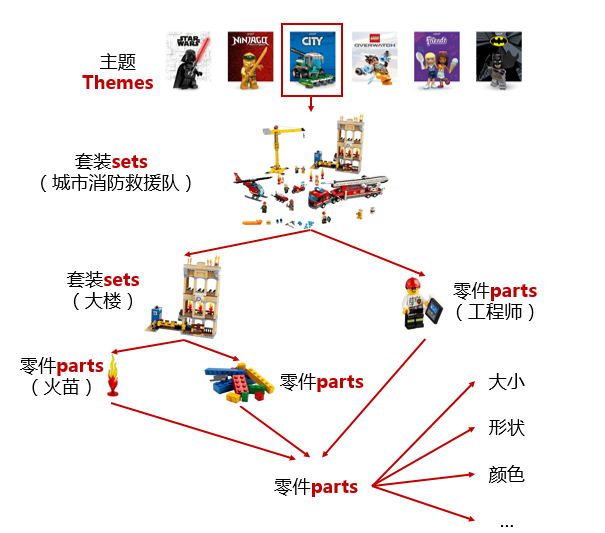 STAR
WARS
NINJAGO
CITY
OVERWATCH
Friends
主题
Themes
套装sets
（城市消防救援队）
套装sets
（大楼）
零件parts
（工程师）
零件parts
（火苗）
零件parts
大小
形状
颜色
零件parts
...